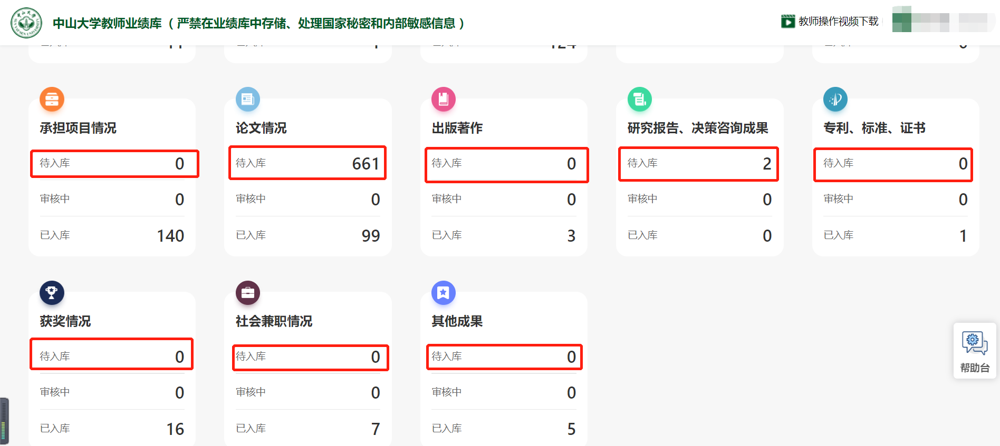 中山大学教师业绩库（严禁在业绩库中存储、处理国家秘密和内部敏感信息）
教师操作视频下载
承担项目情况
待入库 0
审核中 0
已入库 140
论文情况
待入库 661
审核中 0
已入库 99
出版著作
待入库 0
审核中 0
已入库 3
研究报告、决策咨询成果
待入库 2
审核中 0
已入库 0
专利、标准、证书
待入库 0
审核中 0
已入库 1
获奖情况
待入库 0
审核中 0
已入库 16
社会兼职情况
待入库 0
审核中 0
已入库 7
其他成果
待入库 0
审核中 0
已入库 5
帮助台